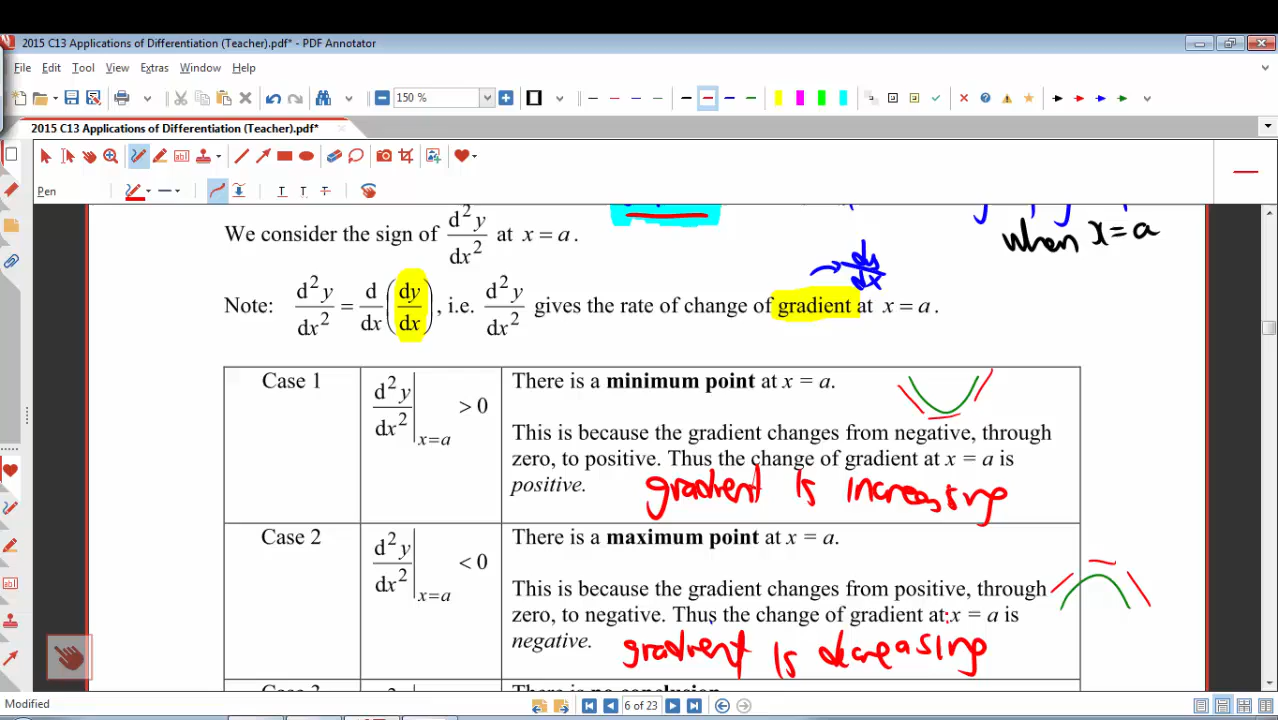 2015 C13 Applications of Differentiation (Teacher).pdf* - PDF Annotator
File Edit Tool View Extras Window Help
150 %
2015 C13 Applications of Differentiation (Teacher).pdf*
Pen
when x=a
We consider the sign of d²y/dx² at x = a.
dy/dx
Note: d²y/dx² = d/dx (dy/dx), i.e. d²y/dx² gives the rate of change of gradient at x = a.
Case 1
d²y/dx²|x=a > 0
There is a minimum point at x = a.
This is because the gradient changes from negative, through
zero, to positive. Thus the change of gradient at x = a is
positive.
gradient is increasing
Case 2
d²y/dx²|x=a < 0
There is a maximum point at x = a.
This is because the gradient changes from positive, through
zero, to negative. Thus the change of gradient at x = a is
negative.
gradient is decreasing
There is no conclusion
Modified
6 of 23